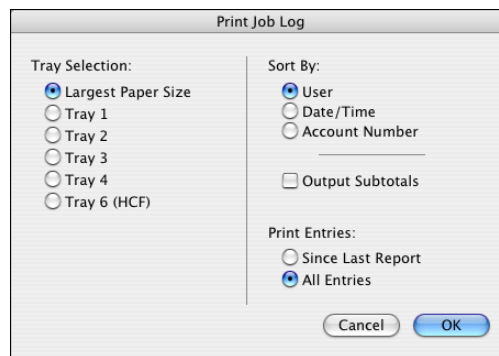 Print Job Log
Tray Selection:
Largest Paper Size
Tray 1
Tray 2
Tray 3
Tray 4
Tray 6 (HCF)
Sort By:
User
Date/Time
Account Number
Output Subtotals
Print Entries:
Since Last Report
All Entries
Cancel
OK